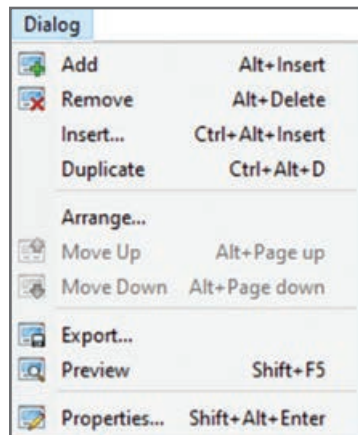 Dialog
Add Alt+Insert
Remove Alt+Delete
Insert... Ctrl+Alt+Insert
Duplicate Ctrl+Alt+D
Arrange...
Move Up Alt+Page up
Move Down Alt+Page down
Export...
Preview Shift+F5
Properties... Shift+Alt+Enter